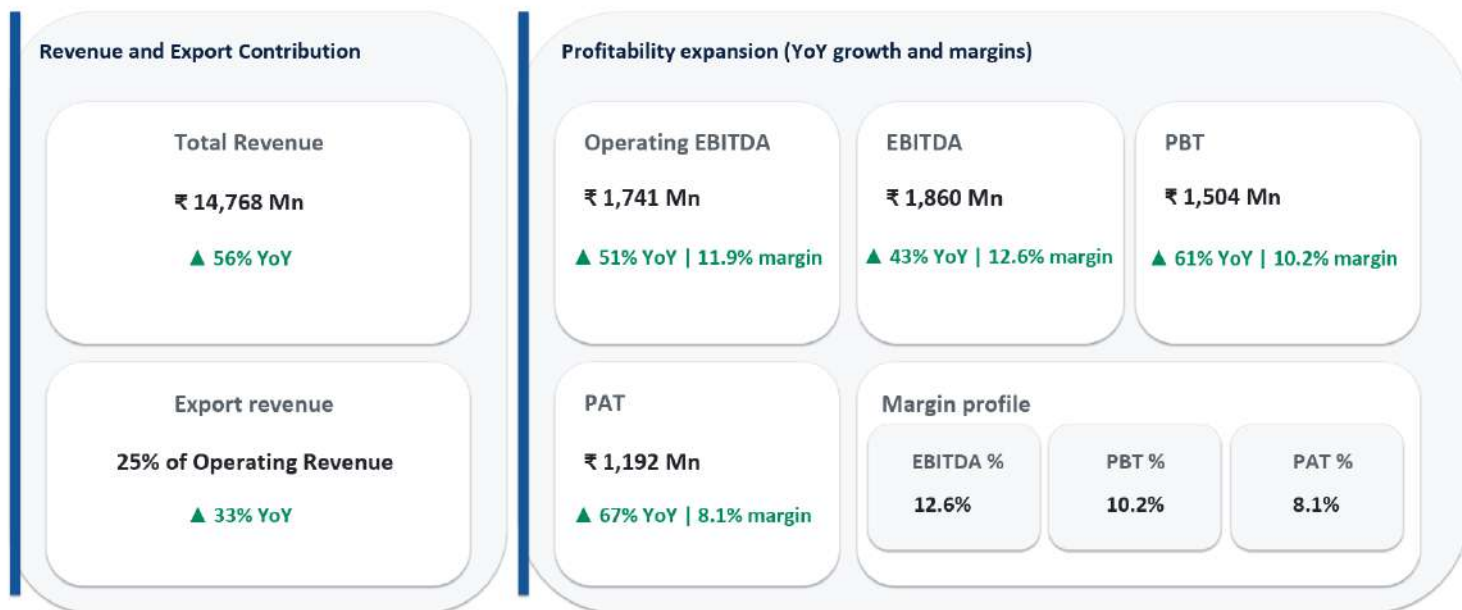 Revenue and Export Contribution
Total Revenue
₹ 14,768 Mn
▲ 56% YoY
Export revenue
25% of Operating Revenue
▲ 33% YoY
Profitability expansion (YoY growth and margins)
Operating EBITDA
₹ 1,741 Mn
▲ 51% YoY | 11.9% margin
EBITDA
₹ 1,860 Mn
▲ 43% YoY | 12.6% margin
PBT
₹ 1,504 Mn
▲ 61% YoY | 10.2% margin
PAT
₹ 1,192 Mn
▲ 67% YoY | 8.1% margin
Margin profile
EBITDA %
12.6%
PBT %
10.2%
PAT %
8.1%